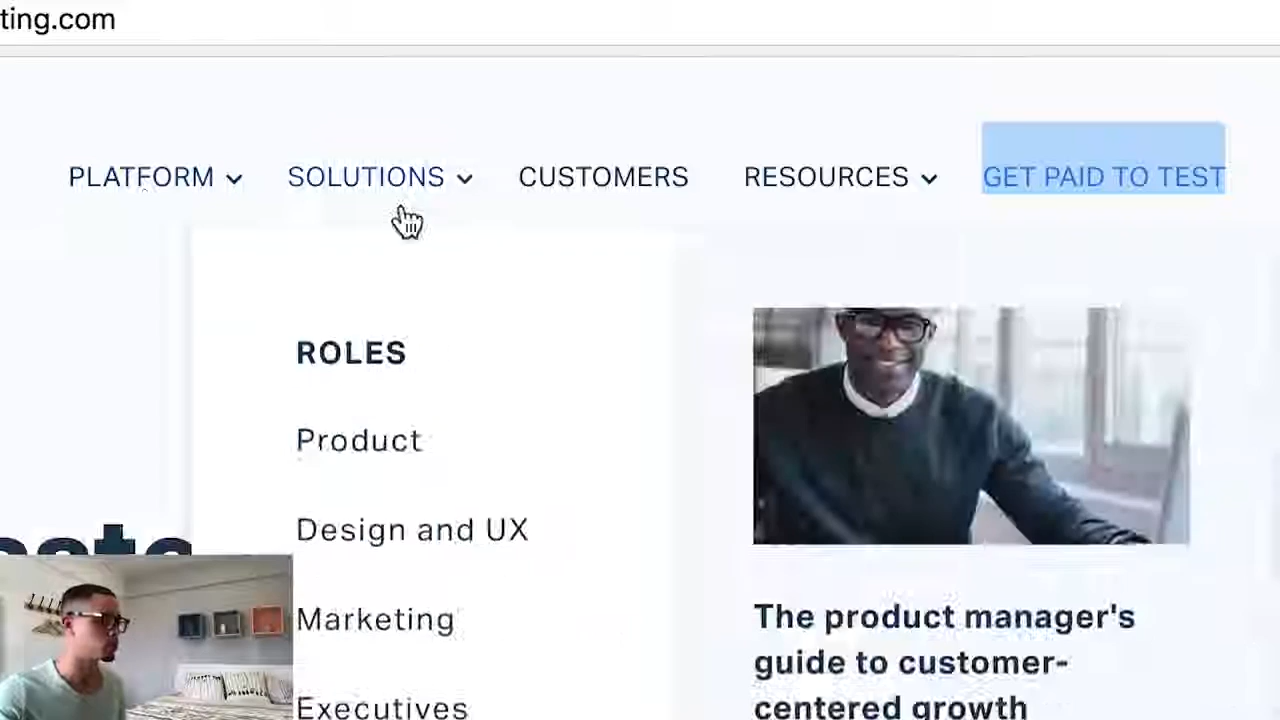 ting.com
PLATFORM
SOLUTIONS
CUSTOMERS
RESOURCES
GET PAID TO TEST
ROLES
Product
Design and UX
Marketing
Executives
The product manager's
guide to customer-
centered growth